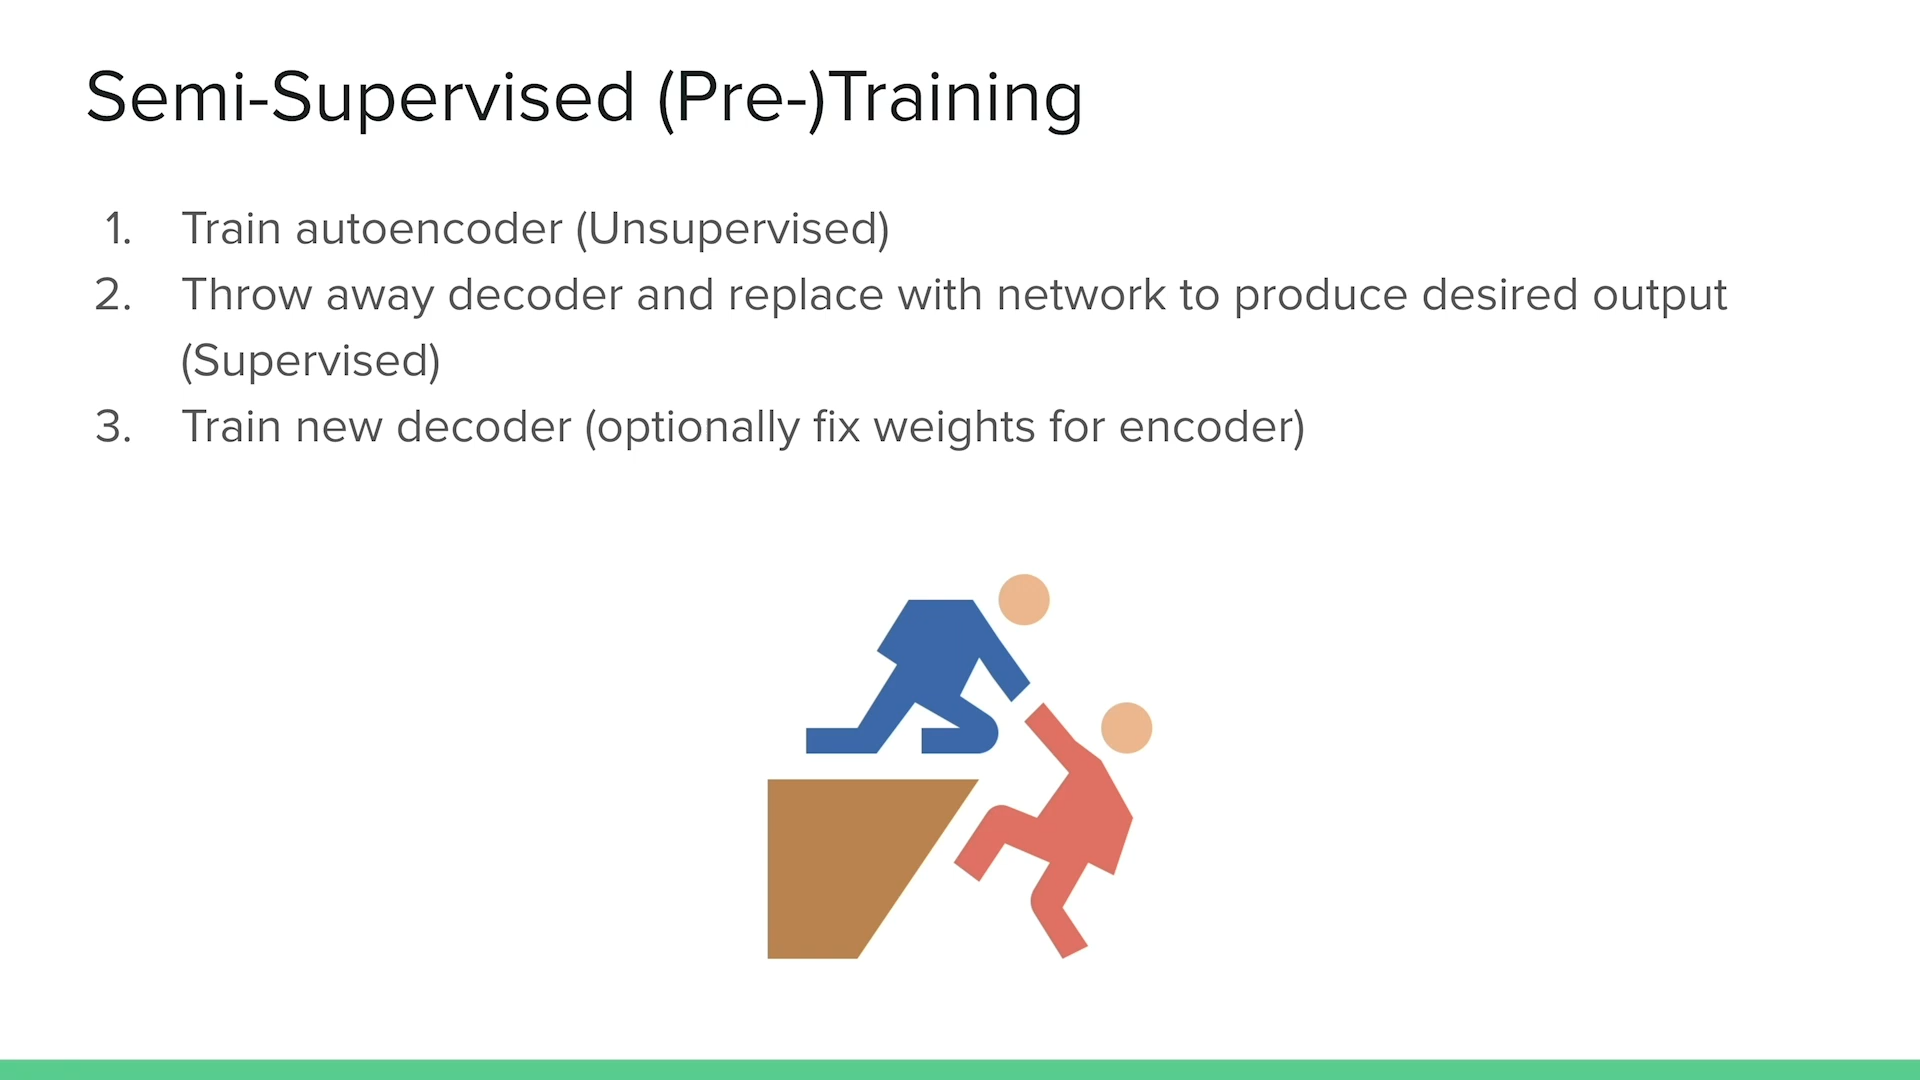 Semi-Supervised (Pre-)Training
1. Train autoencoder (Unsupervised)
2. Throw away decoder and replace with network to produce desired output
(Supervised)
3. Train new decoder (optionally fix weights for encoder)